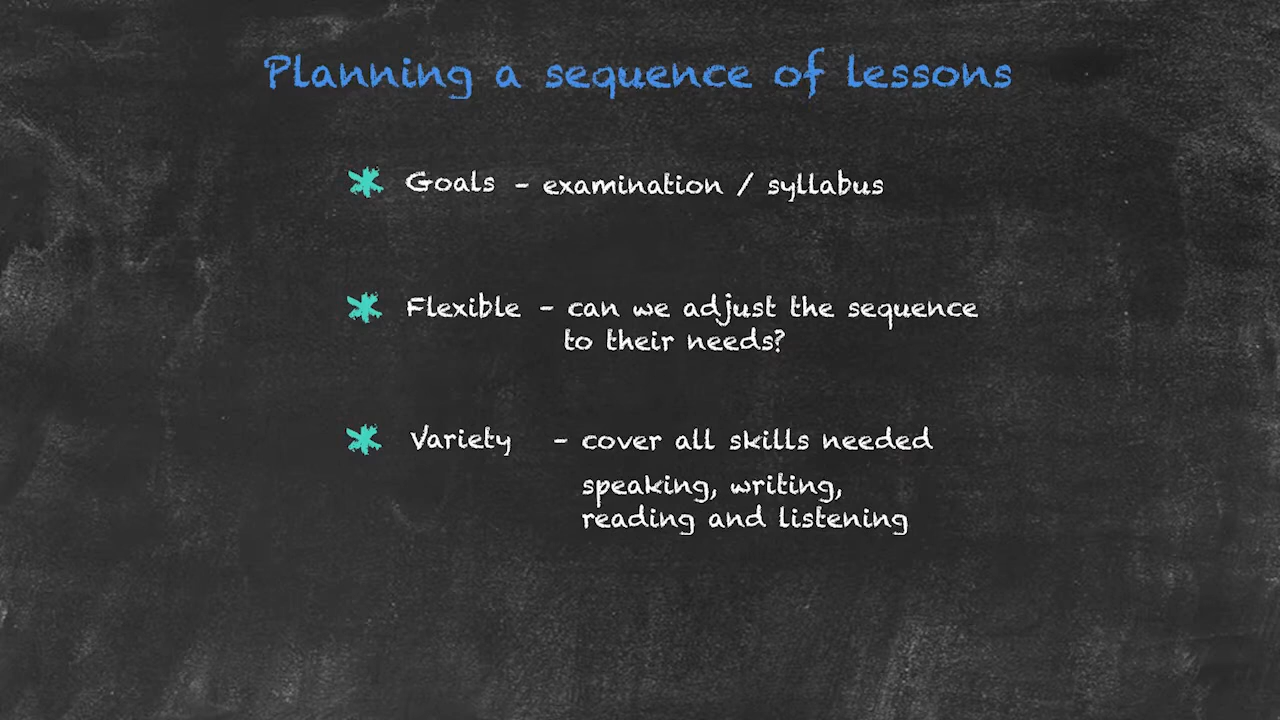 Planning a sequence of lessons
Goals - examination / syllabus
Flexible - can we adjust the sequence
to their needs?
Variety - cover all skills needed
speaking, writing,
reading and listening